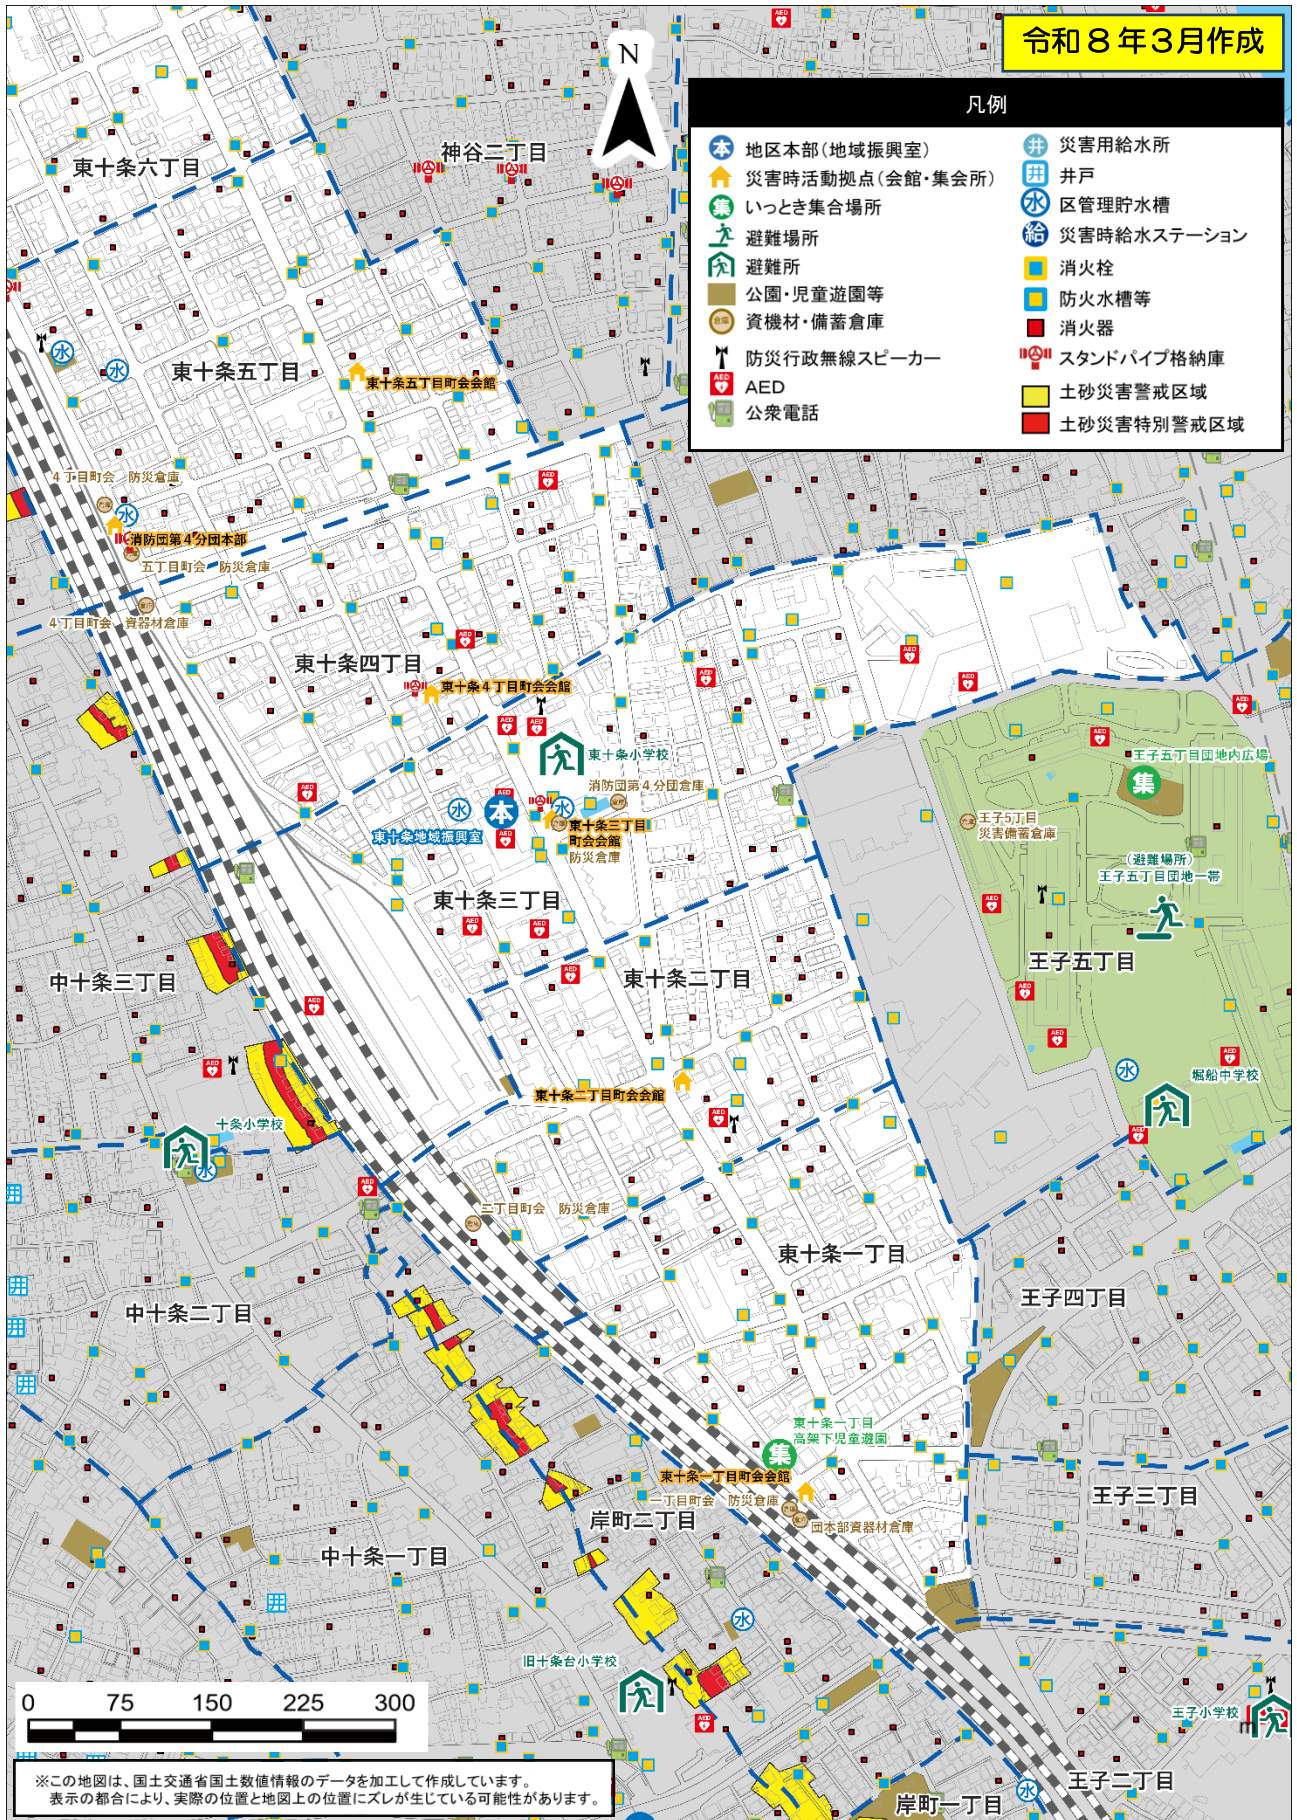 令和８年３月作成
N
凡例
本 地区本部（地域振興室）
災害時活動拠点（会館・集会所）
集 いっとき集合場所
避難場所
避難所
公園・児童遊園等
倉庫 資機材・備蓄倉庫
防災行政無線スピーカー
AED AED
公衆電話
井 災害用給水所
井 井戸
水 区管理貯水槽
給 災害時給水ステーション
消火栓
防火水槽等
消火器
スタンドパイプ格納庫
土砂災害警戒区域
土砂災害特別警戒区域
東十条六丁目
神谷二丁目
東十条五丁目
東十条五丁目町会会館
４丁目町会　防災倉庫
消防団第４分団本部
五丁目町会　防災倉庫
４丁目町会　資器材倉庫
東十条四丁目
東十条４丁目町会会館
東十条小学校
消防団第４分団倉庫
東十条地域振興室
東十条三丁目
町会会館
防災倉庫
王子五丁目団地内広場
集
王子5丁目
災害備蓄倉庫
（避難場所）
王子五丁目団地一帯
東十条三丁目
王子五丁目
中十条三丁目
東十条二丁目
東十条二丁目町会会館
堀船中学校
十条小学校
二丁目町会　防災倉庫
東十条一丁目
王子四丁目
中十条二丁目
東十条一丁目
高架下児童遊園
集
東十条一丁目町会会館
一丁目町会　防災倉庫
団本部資器材倉庫
王子三丁目
岸町二丁目
中十条一丁目
旧十条台小学校
王子小学校
王子二丁目
岸町一丁目
0 75 150 225 300
m
※この地図は、国土交通省国土数値情報のデータを加工して作成しています。
表示の都合により、実際の位置と地図上の位置にズレが生じている可能性があります。